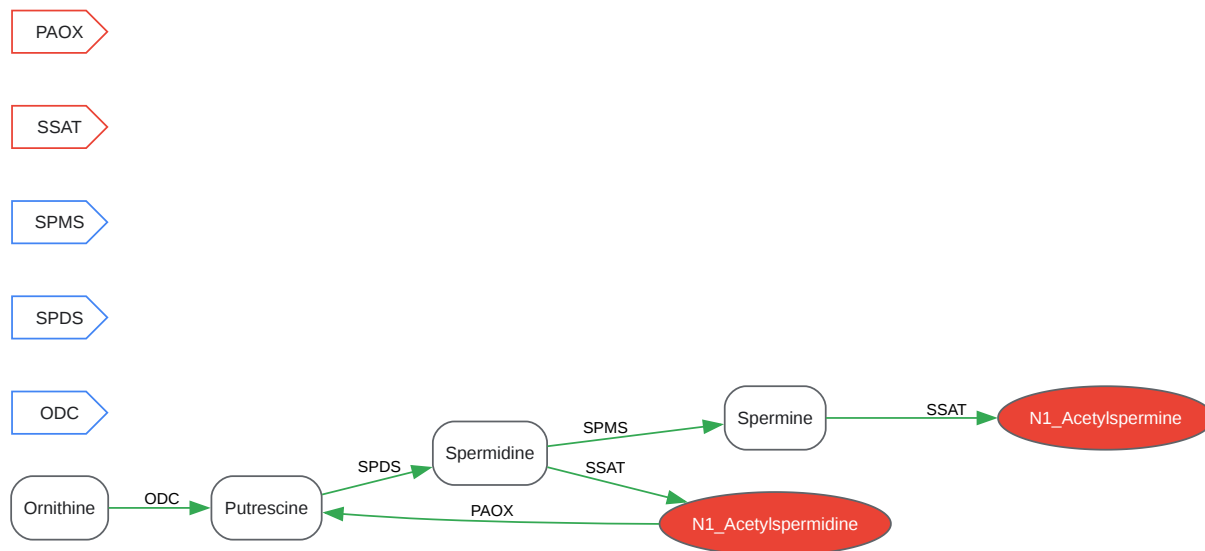 PAOX
SSAT
SPMS
SPDS
ODC
Ornithine
ODC
Putrescine
SPDS
Spermidine
SPMS
Spermine
SSAT
N1_Acetylspermine
SSAT
N1_Acetylspermidine
PAOX